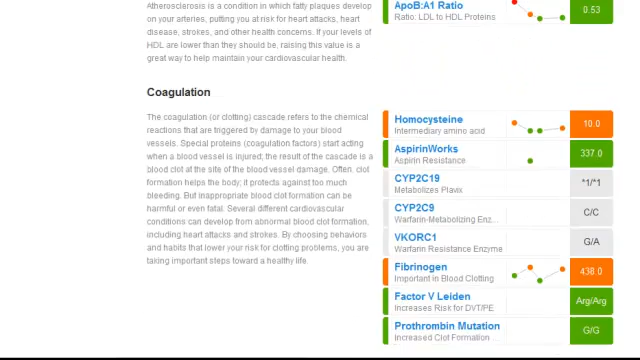 Atherosclerosis is a condition in which fatty plaques develop
on your arteries, putting you at risk for heart attacks, heart
disease, strokes, and other health concerns. If your levels of
HDL are lower than they should be, raising this value is a
great way to help maintain your cardiovascular health.
ApoB:A1 Ratio
Ratio: LDL to HDL Proteins
0.53
Coagulation
The coagulation (or clotting) cascade refers to the chemical
reactions that are triggered by damage to your blood
vessels. Special proteins (coagulation factors) start acting
when a blood vessel is injured; the result of the cascade is a
blood clot at the site of the blood vessel damage. Often, clot
formation helps the body; it protects against too much
bleeding. But inappropriate blood clot formation can be
harmful or even fatal. Several different cardiovascular
conditions can develop from abnormal blood clot formation,
including heart attacks and strokes. By choosing behaviors
and habits that lower your risk for clotting problems, you are
taking important steps toward a healthy life.
Homocysteine
Intermediary amino acid
10.0
AspirinWorks
Aspirin Resistance
337.0
CYP2C19
Metabolizes Plavix
*1/*1
CYP2C9
Warfarin-Metabolizing Enz...
C/C
VKORC1
Warfarin Resistance Enzyme
G/A
Fibrinogen
Important in Blood Clotting
438.0
Factor V Leiden
Increases Risk for DVT/PE
Arg/Arg
Prothrombin Mutation
Increased Clot Formation ...
G/G